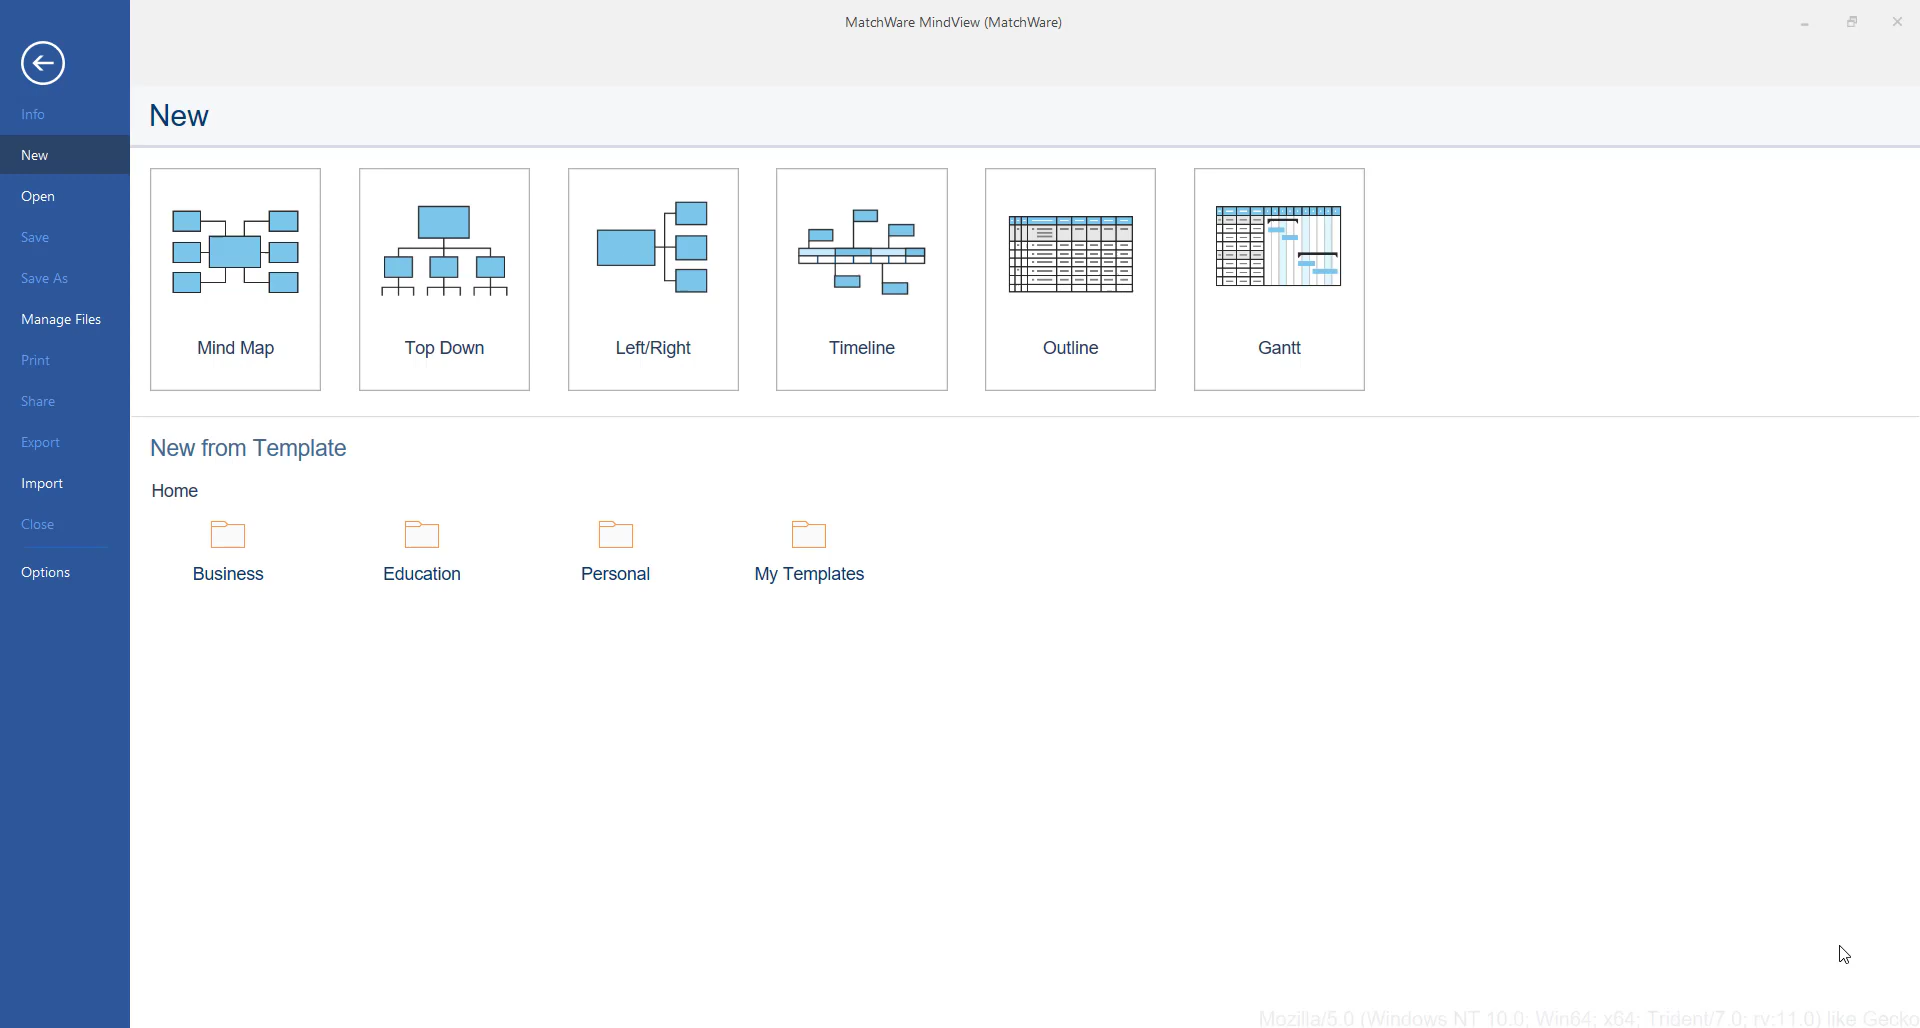 MatchWare MindView (MatchWare)
Info
New
Open
Save
Save As
Manage Files
Print
Share
Export
Import
Close
Options
New
Mind Map
Top Down
Left/Right
Timeline
Outline
Gantt
New from Template
Home
Business
Education
Personal
My Templates
Mozilla/5.0 (Windows NT 10.0; Win64; x64; Trident/7.0; rv:11.0) like Gecko